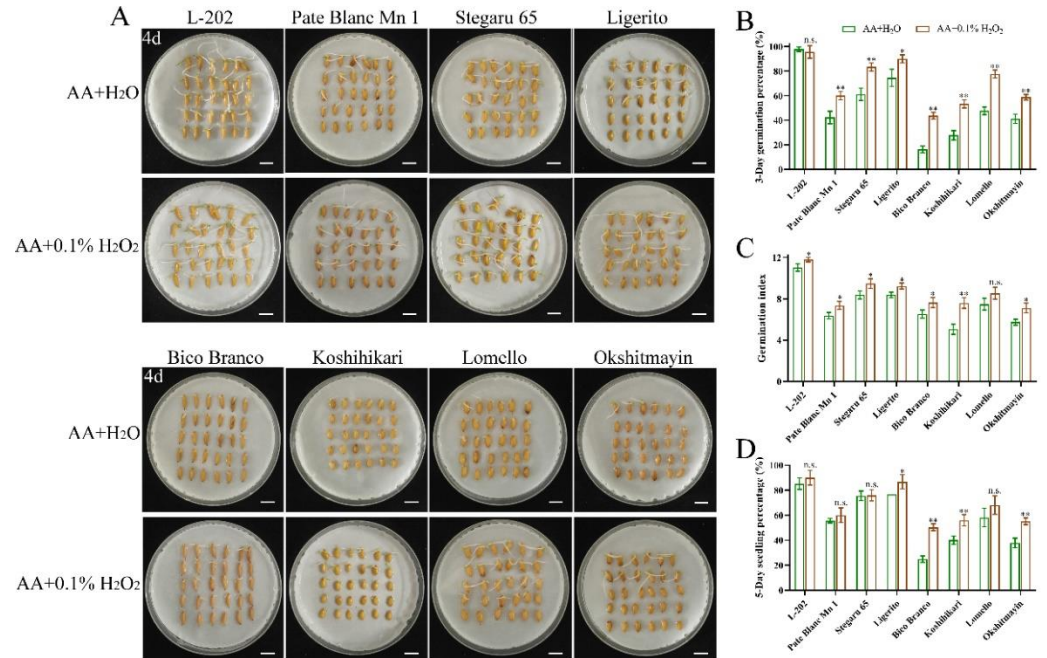 A
L-202 Pate Blanc Mn 1 Stegaru 65 Ligerito
4d
AA+H2O
AA+0.1% H2O2
Bico Branco Koshihikari Lomello Okshitmayin
4d
AA+H2O
AA+0.1% H2O2
B
AA+H2O AA+0.1% H2O2
3-Day germination percentage (%)
100
80
60
40
20
0
n.s. ** ** * ** ** ** **
L-202 Pate Blanc Mn 1 Stegaru 65 Ligerito Bico Branco Koshihikari Lomello Okshitmayin
C
Germination index
12
8
4
0
* * * * * ** n.s. *
L-202 Pate Blanc Mn 1 Stegaru 65 Ligerito Bico Branco Koshihikari Lomello Okshitmayin
D
5-Day seedling percentage (%)
100
80
60
40
20
0
n.s. n.s. n.s. * ** ** n.s. **
L-202 Pate Blanc Mn 1 Stegaru 65 Ligerito Bico Branco Koshihikari Lomello Okshitmayin